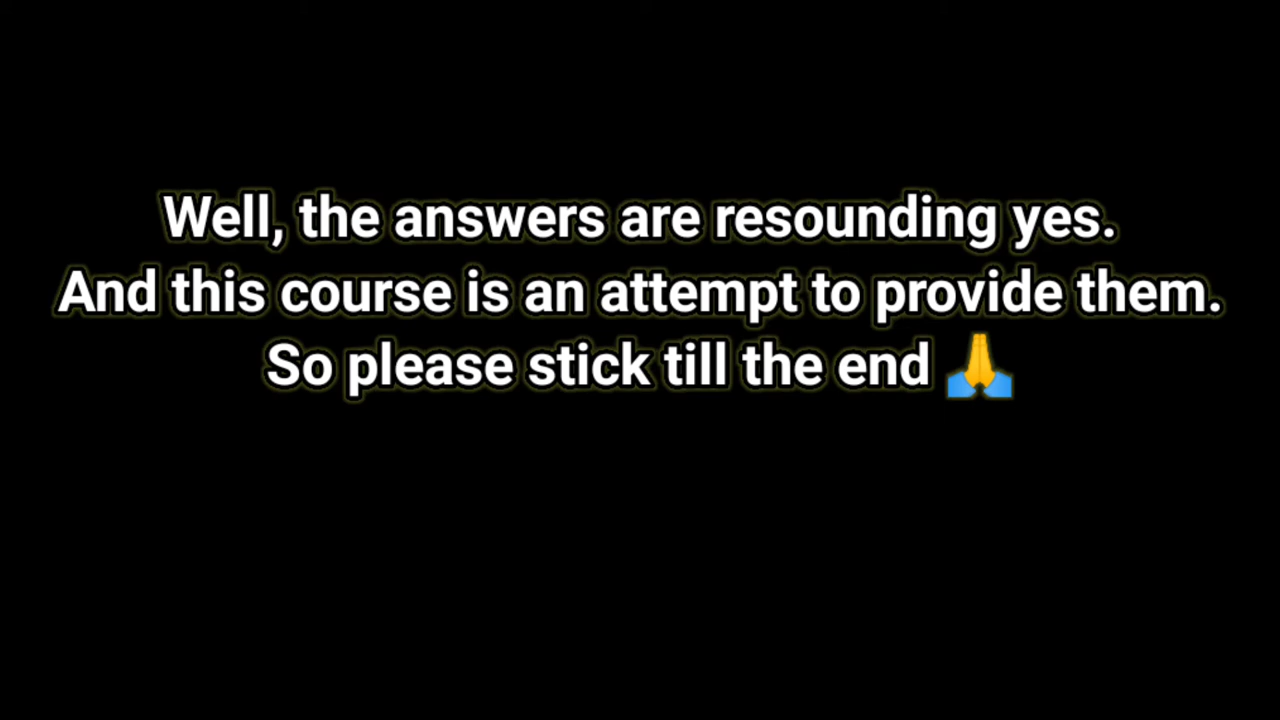 Well, the answers are resounding yes.
And this course is an attempt to provide them.
So please stick till the end 🙏